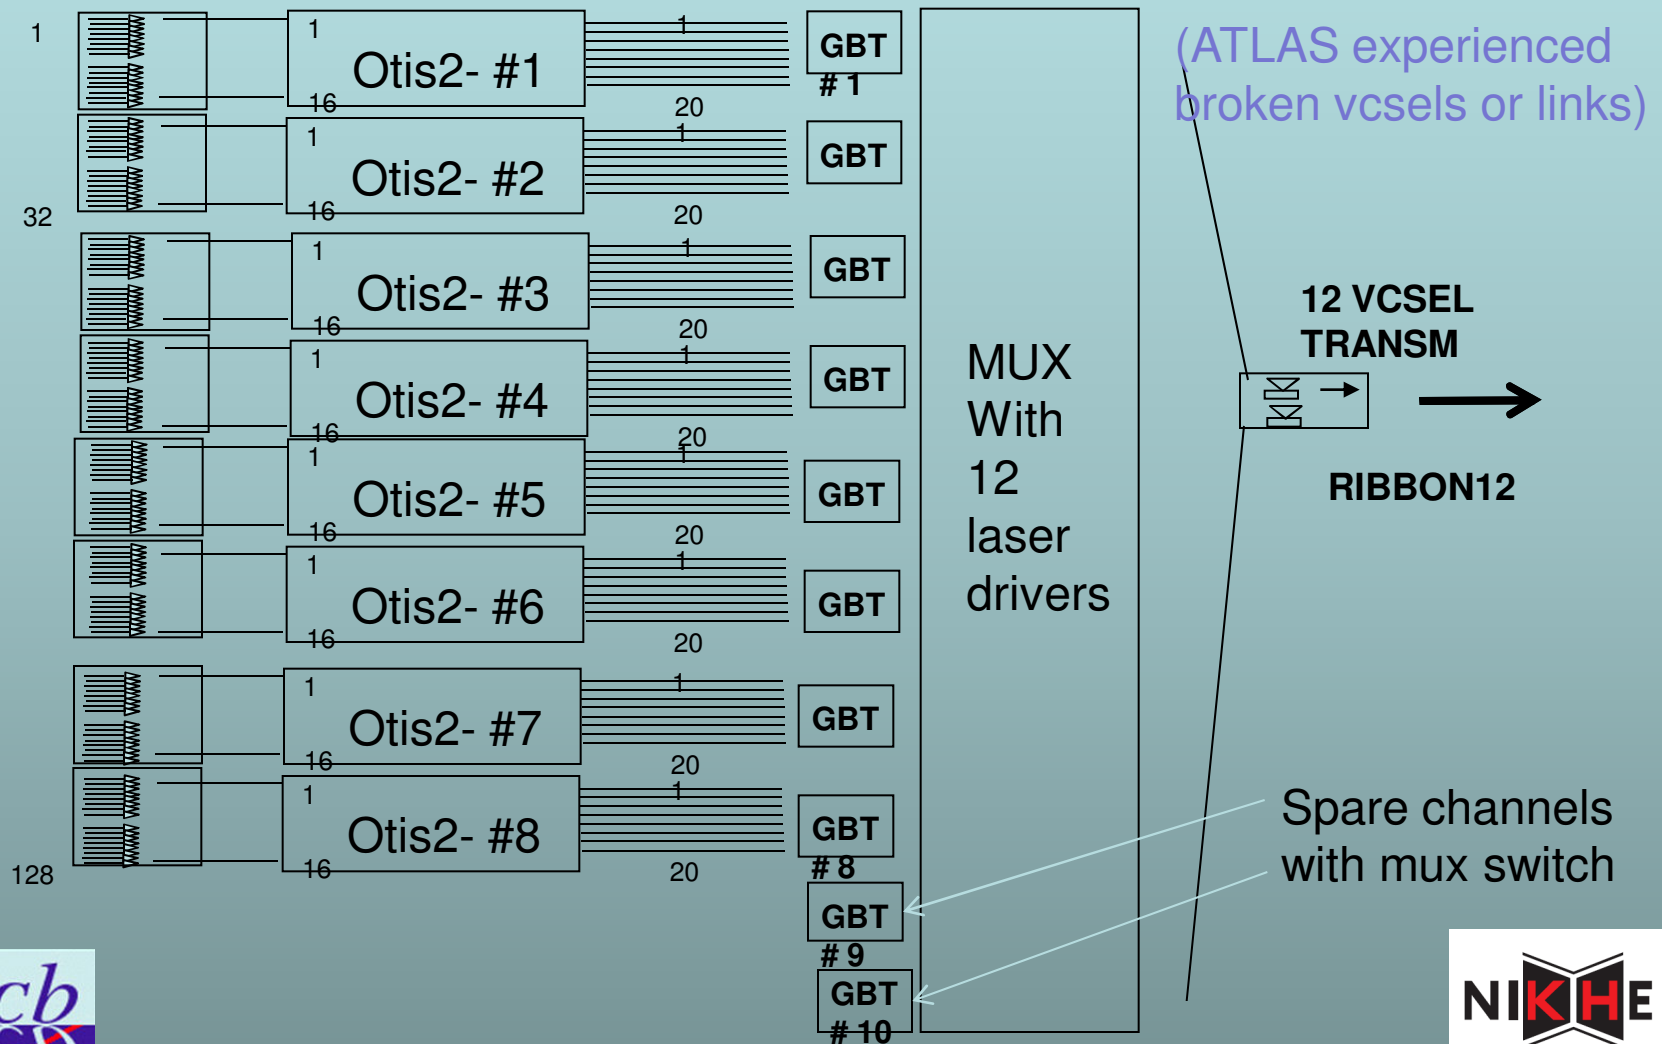 1
1
Otis2- #1
16
1
20
GBT
# 1
(ATLAS experienced
broken vcsels or links)
1
Otis2- #2
16
1
20
GBT
32
1
Otis2- #3
16
1
20
GBT
12 VCSEL
TRANSM
1
Otis2- #4
16
1
20
GBT
MUX
With
12
laser
drivers
RIBBON12
1
Otis2- #5
16
1
20
GBT
1
Otis2- #6
16
1
20
GBT
1
Otis2- #7
16
1
20
GBT
1
Otis2- #8
16
1
20
GBT
# 8
128
Spare channels
with mux switch
GBT
# 9
GBT
# 10
cb
NIKHE